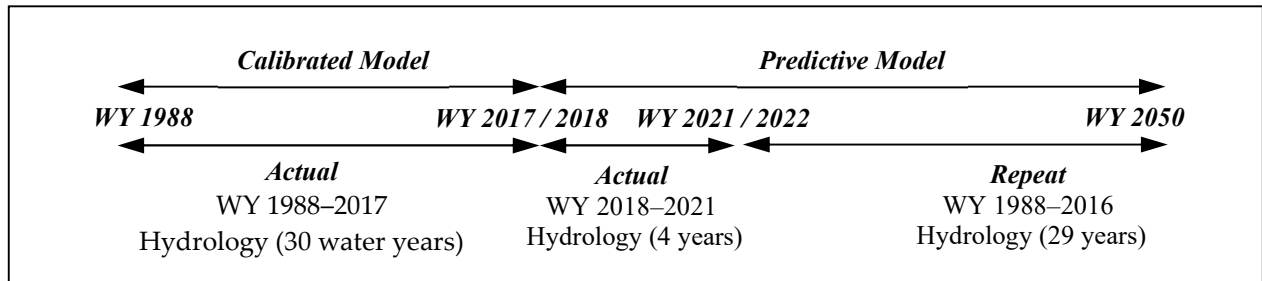 Calibrated Model Predictive Model
WY 1988 WY 2017 / 2018 WY 2021 / 2022 WY 2050
Actual Actual Repeat
WY 1988–2017 WY 2018–2021 WY 1988–2016
Hydrology (30 water years) Hydrology (4 years) Hydrology (29 years)